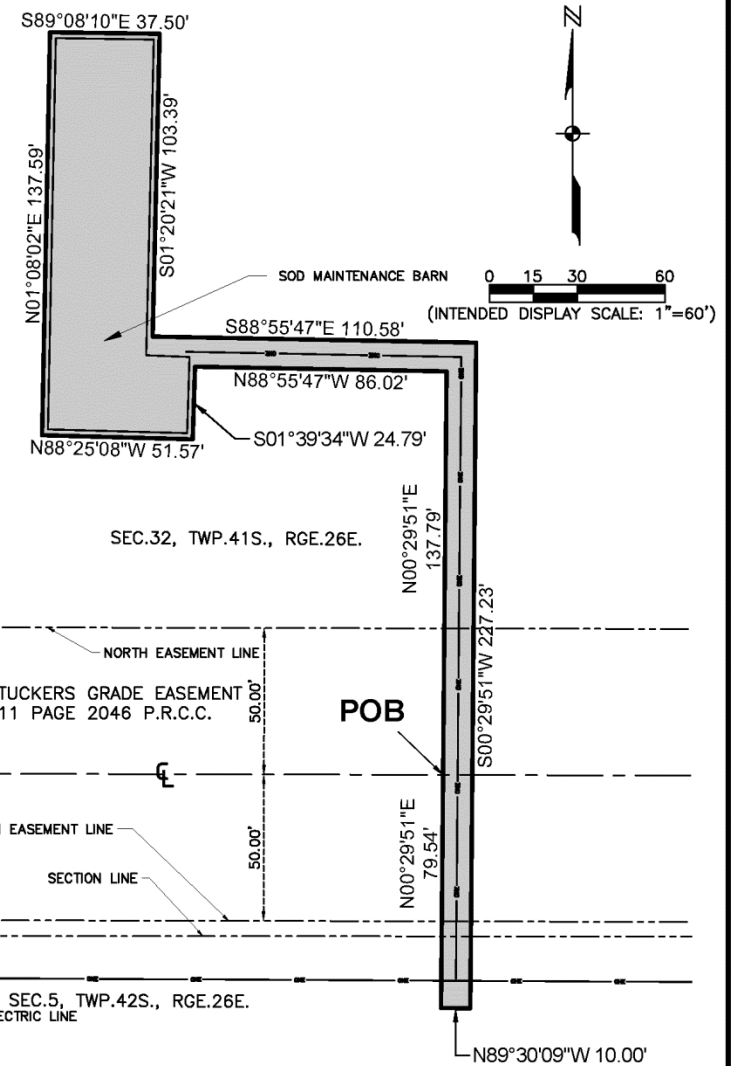 S89°08'10"E 37.50'
N
N01°08'02"E 137.59'
S01°20'21"W 103.39'
SOD MAINTENANCE BARN
0 15 30 60
(INTENDED DISPLAY SCALE: 1"=60')
S88°55'47"E 110.58'
N88°55'47"W 86.02'
S01°39'34"W 24.79'
N88°25'08"W 51.57'
N00°29'51"E
137.79'
SEC.32, TWP.41S., RGE.26E.
S00°29'51"W 227.23'
NORTH EASEMENT LINE
TUCKERS GRADE EASEMENT
11 PAGE 2046 P.R.C.C.
50.00'
POB
CL
50.00'
N00°29'51"E
79.54'
EASEMENT LINE
SECTION LINE
SEC.5, TWP.42S., RGE.26E.
ECTRIC LINE
N89°30'09"W 10.00'